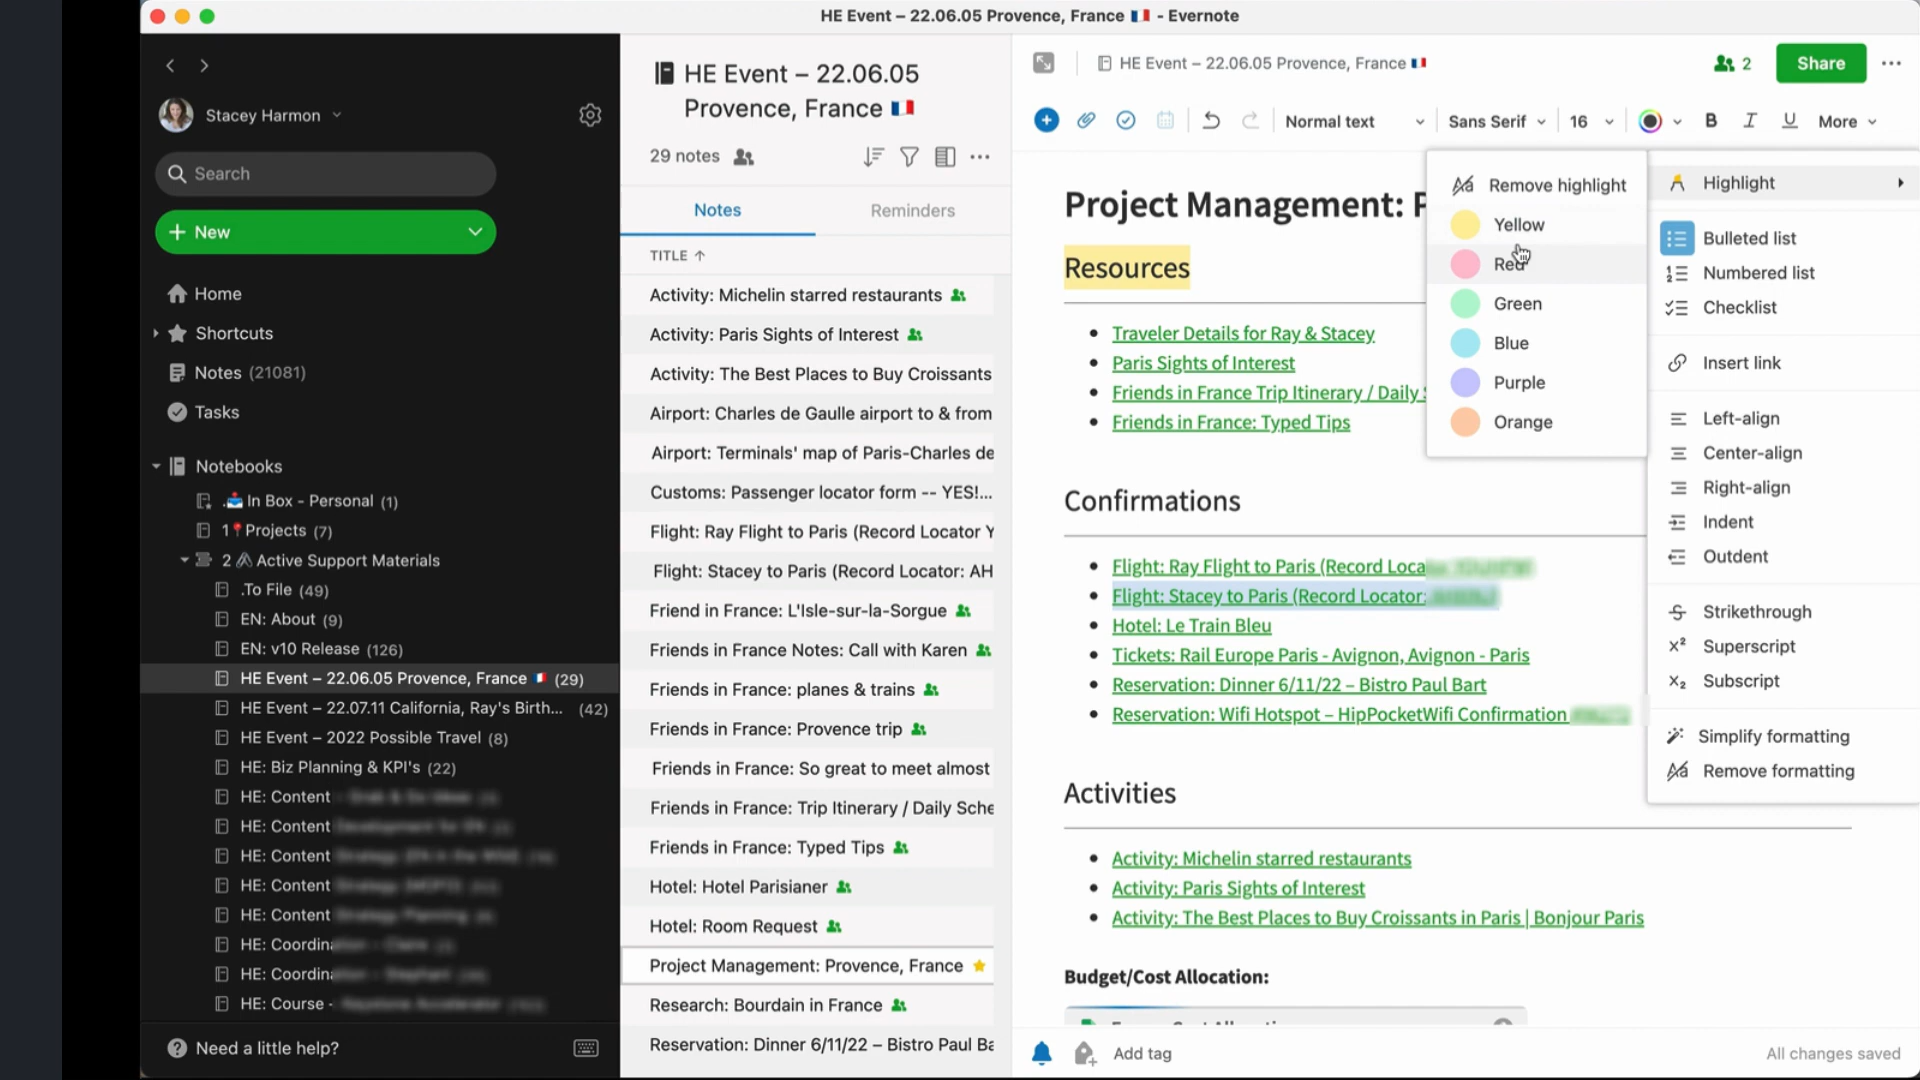 HE Event – 22.06.05 Provence, France 🇫🇷 - Evernote
Stacey Harmon
Search
New
Home
Shortcuts
Notes (21081)
Tasks
Notebooks
.📥 In Box - Personal (1)
1📍Projects (7)
2 🖇 Active Support Materials
.To File (49)
EN: About (9)
EN: v10 Release (126)
HE Event – 22.06.05 Provence, France 🇫🇷 (29)
HE Event – 22.07.11 California, Ray's Birth... (42)
HE Event – 2022 Possible Travel (8)
HE: Biz Planning & KPI's (22)
HE: Content
HE: Content
HE: Content
HE: Content
HE: Content
HE: Coordina
HE: Coordina
HE: Course -
Need a little help?
HE Event – 22.06.05
Provence, France 🇫🇷
29 notes
Notes
Reminders
TITLE ↑
Activity: Michelin starred restaurants
Activity: Paris Sights of Interest
Activity: The Best Places to Buy Croissants
Airport: Charles de Gaulle airport to & from
Airport: Terminals' map of Paris-Charles de
Customs: Passenger locator form -- YES!...
Flight: Ray Flight to Paris (Record Locator Y
Flight: Stacey to Paris (Record Locator: AH
Friend in France: L'Isle-sur-la-Sorgue
Friends in France Notes: Call with Karen
Friends in France: planes & trains
Friends in France: Provence trip
Friends in France: So great to meet almost
Friends in France: Trip Itinerary / Daily Sche
Friends in France: Typed Tips
Hotel: Hotel Parisianer
Hotel: Room Request
Project Management: Provence, France ⭐
Research: Bourdain in France
Reservation: Dinner 6/11/22 – Bistro Paul Ba
HE Event – 22.06.05 Provence, France 🇫🇷
2
Share
Normal text
Sans Serif
16
B
I
U
More
Project Management: P
Resources
Traveler Details for Ray & Stacey
Paris Sights of Interest
Friends in France Trip Itinerary / Daily S
Friends in France: Typed Tips
Confirmations
Flight: Ray Flight to Paris (Record Loca
Flight: Stacey to Paris (Record Locator:
Hotel: Le Train Bleu
Tickets: Rail Europe Paris - Avignon, Avignon - Paris
Reservation: Dinner 6/11/22 – Bistro Paul Bart
Reservation: Wifi Hotspot – HipPocketWifi Confirmation
Activities
Activity: Michelin starred restaurants
Activity: Paris Sights of Interest
Activity: The Best Places to Buy Croissants in Paris | Bonjour Paris
Budget/Cost Allocation:
Add tag
All changes saved
Remove highlight
Yellow
Red
Green
Blue
Purple
Orange
Highlight
Bulleted list
Numbered list
Checklist
Insert link
Left-align
Center-align
Right-align
Indent
Outdent
Strikethrough
Superscript
Subscript
Simplify formatting
Remove formatting